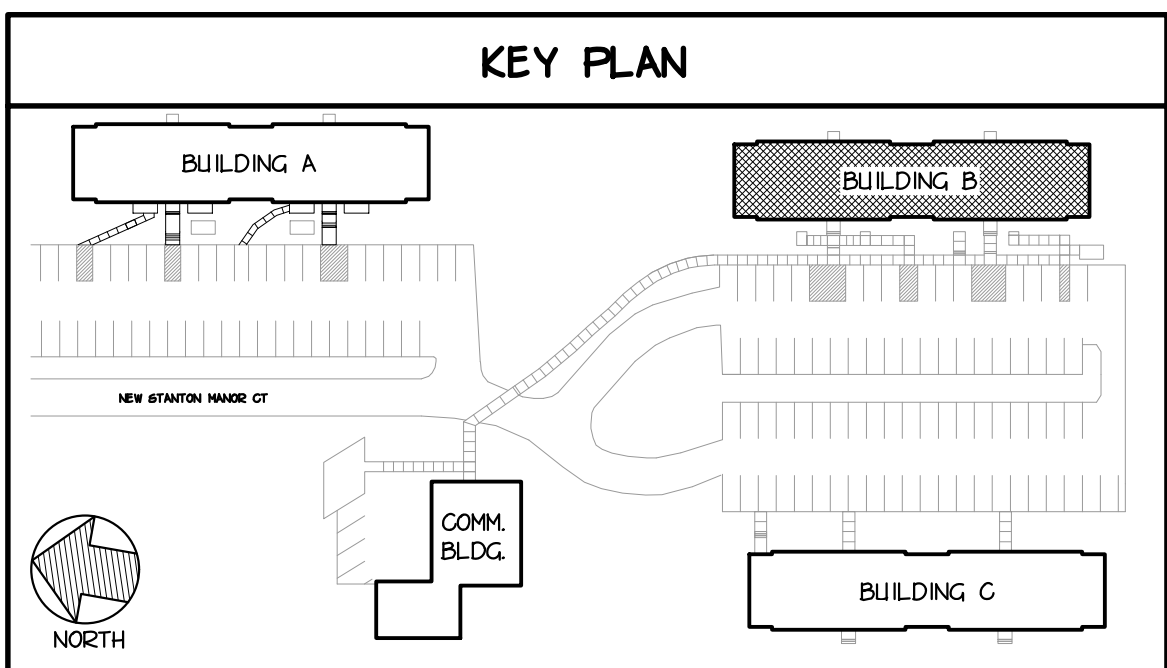 KEY PLAN
BUILDING A
BUILDING B
NEW STANTON MANOR CT
COMM.
BLDG.
BUILDING C
NORTH